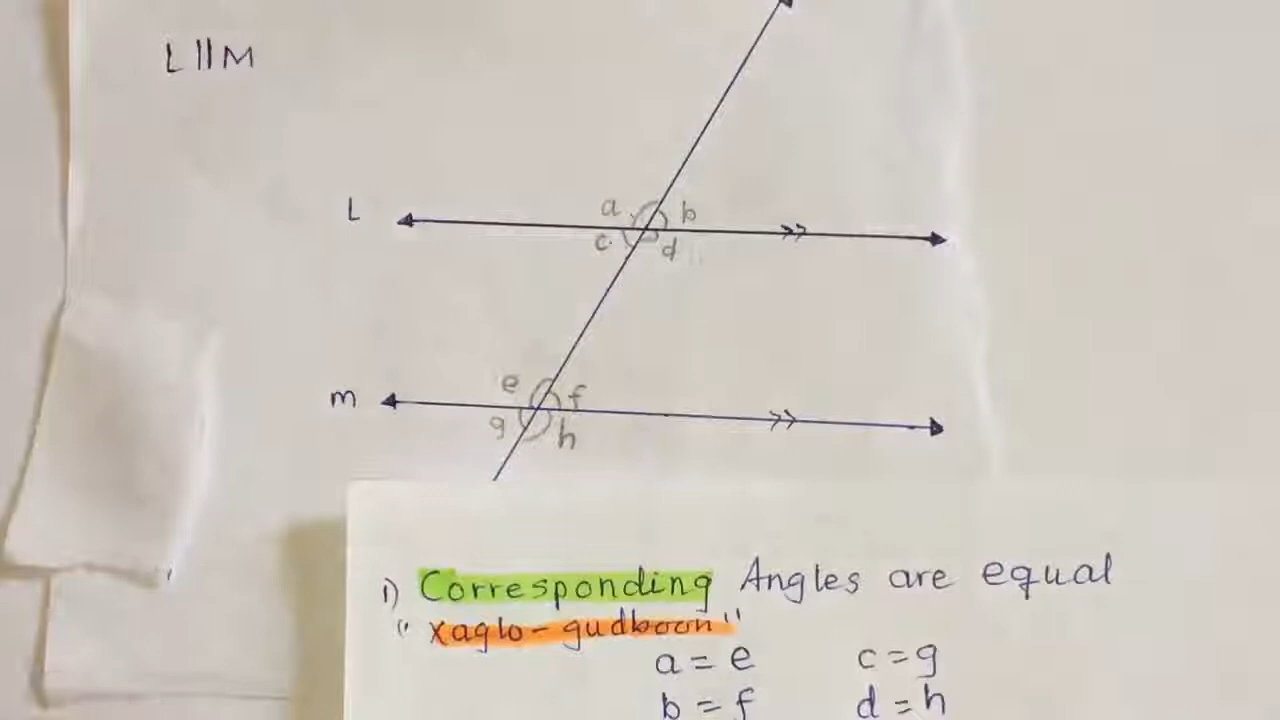 L || M
L
a b
c d
m
e f
g h
1) Corresponding Angles are equal
"xaglo-gudboon"
a = e c = g
b = f d = h